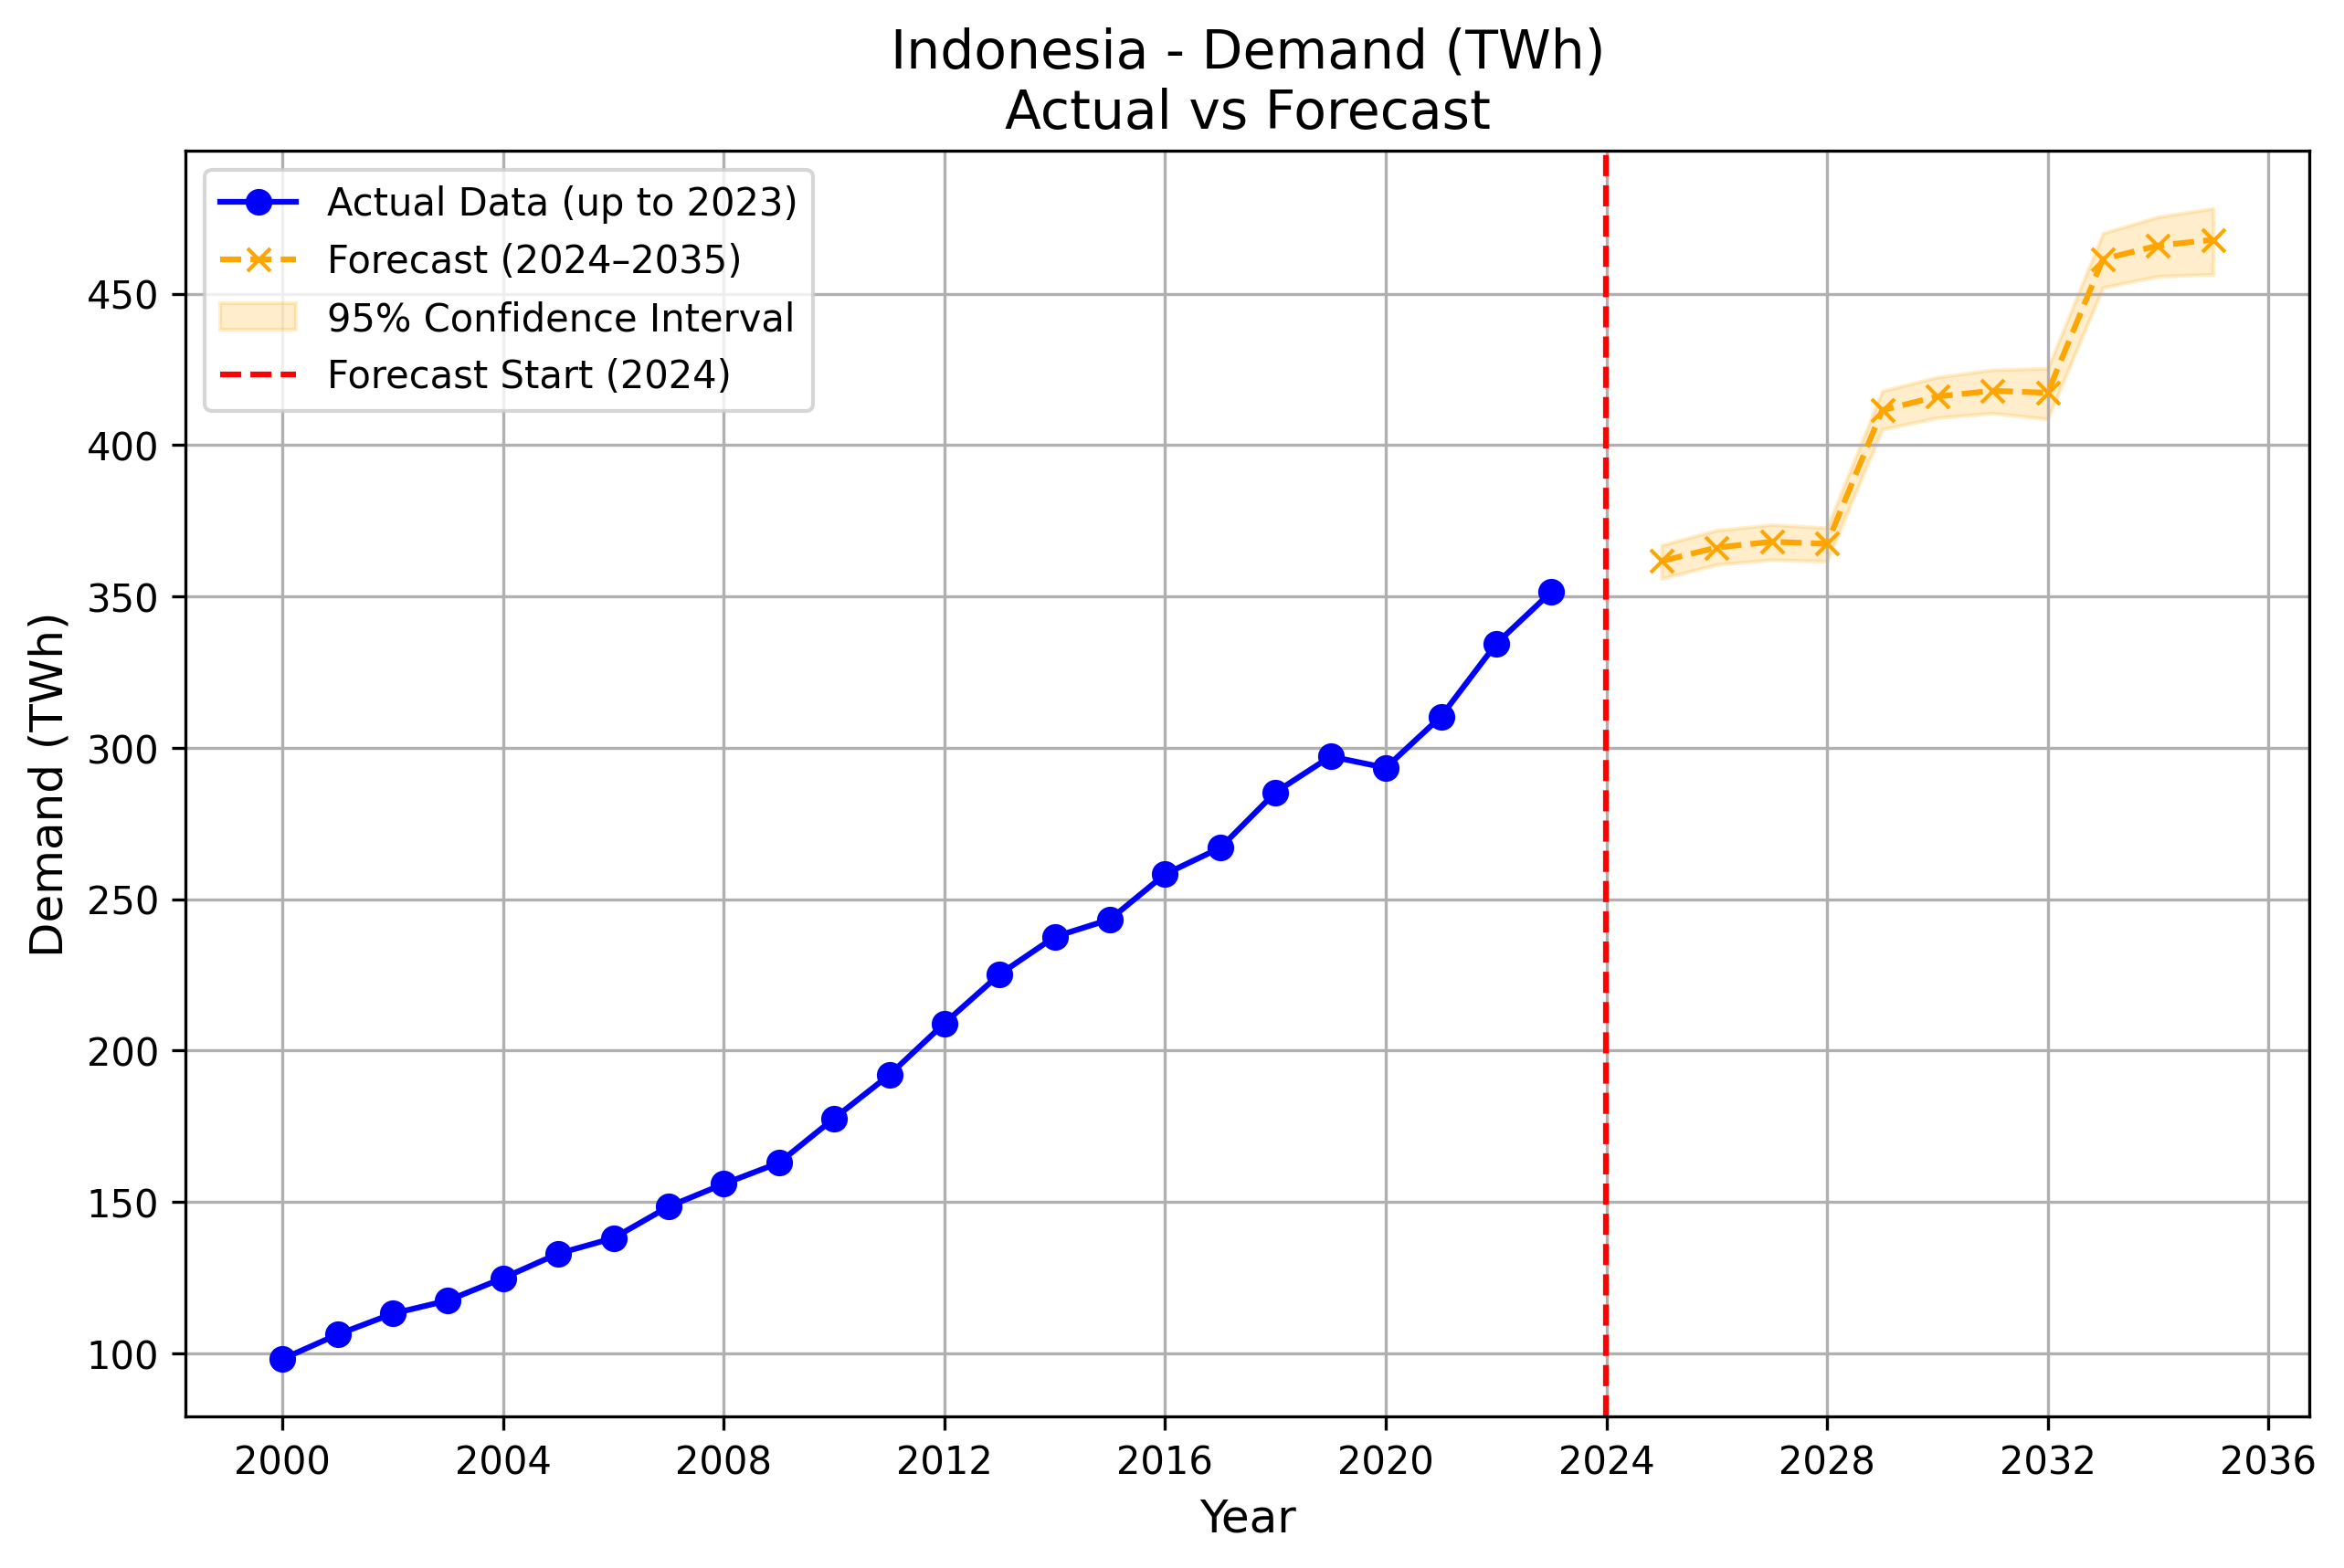 Indonesia - Demand (TWh)
Actual vs Forecast
Actual Data (up to 2023)
Forecast (2024–2035)
95% Confidence Interval
Forecast Start (2024)
Demand (TWh)
450
400
350
300
250
200
150
100
2000 2004 2008 2012 2016 2020 2024 2028 2032 2036
Year